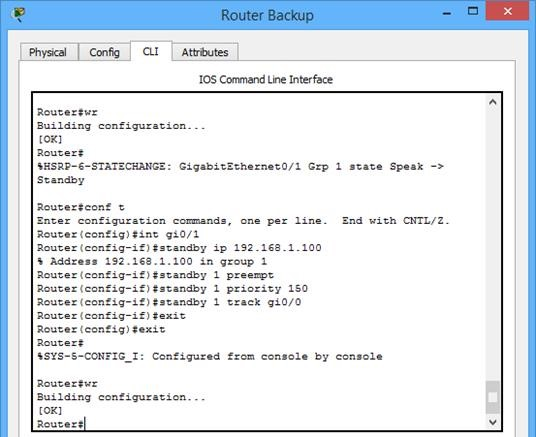 Router Backup
Physical Config CLI Attributes
IOS Command Line Interface
Router#wr
Building configuration...
[OK]
Router#
%HSRP-6-STATECHANGE: GigabitEthernet0/1 Grp 1 state Speak ->
Standby
Router#conf t
Enter configuration commands, one per line.  End with CNTL/Z.
Router(config)#int gi0/1
Router(config-if)#standby ip 192.168.1.100
% Address 192.168.1.100 in group 1
Router(config-if)#standby 1 preempt
Router(config-if)#standby 1 priority 150
Router(config-if)#standby 1 track gi0/0
Router(config-if)#exit
Router(config)#exit
Router#
%SYS-5-CONFIG_I: Configured from console by console
Router#wr
Building configuration...
[OK]
Router#